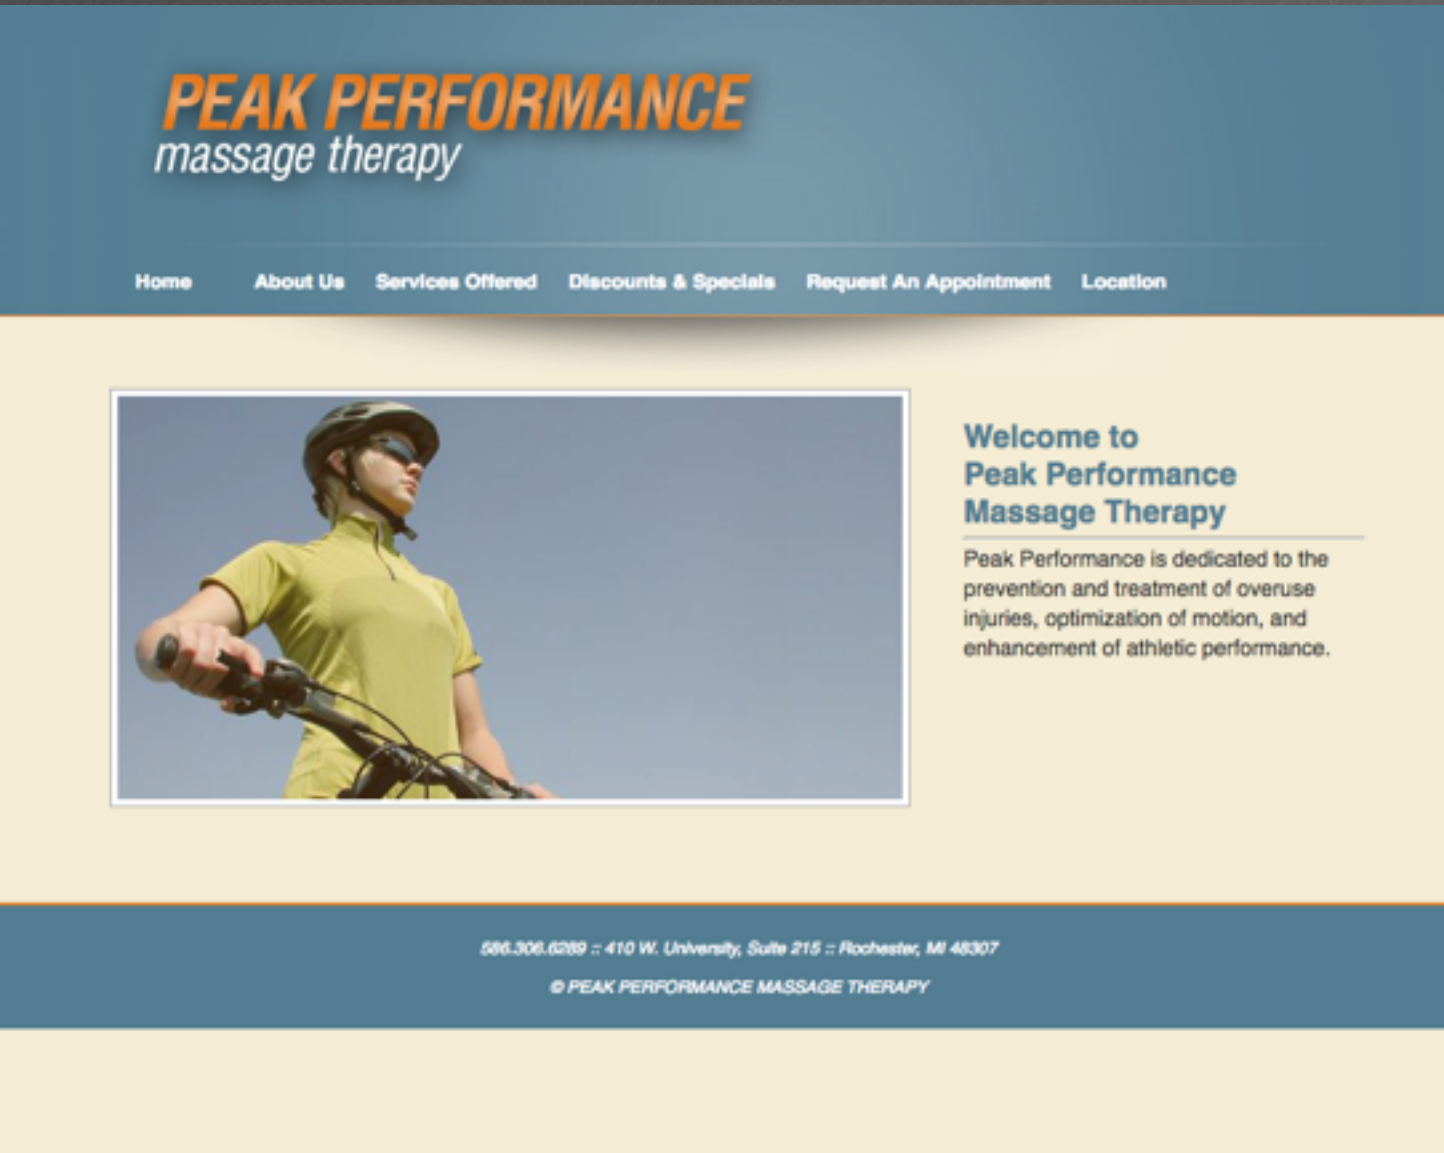 PEAK PERFORMANCE
massage therapy
Home About Us Services Offered Discounts & Specials Request An Appointment Location
Welcome to
Peak Performance
Massage Therapy
Peak Performance is dedicated to the
prevention and treatment of overuse
injuries, optimization of motion, and
enhancement of athletic performance.
586.306.6289 :: 410 W. University, Suite 215 :: Rochester, MI 48307
© PEAK PERFORMANCE MASSAGE THERAPY